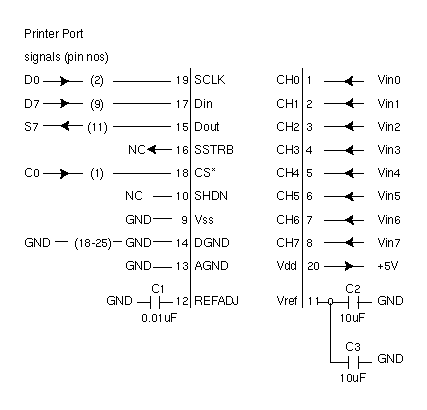 Printer Port
signals (pin nos)
D0 (2) 19 SCLK CH0 1 Vin0
D7 (9) 17 Din CH1 2 Vin1
S7 (11) 15 Dout CH2 3 Vin2
NC 16 SSTRB CH3 4 Vin3
C0 (1) 18 CS* CH4 5 Vin4
NC 10 SHDN CH5 6 Vin5
GND 9 Vss CH6 7 Vin6
GND (18-25) GND 14 DGND CH7 8 Vin7
GND 13 AGND Vdd 20 +5V
C1 C2
GND 12 REFADJ Vref 11 GND
0.01uF 10uF
C3
GND
10uF